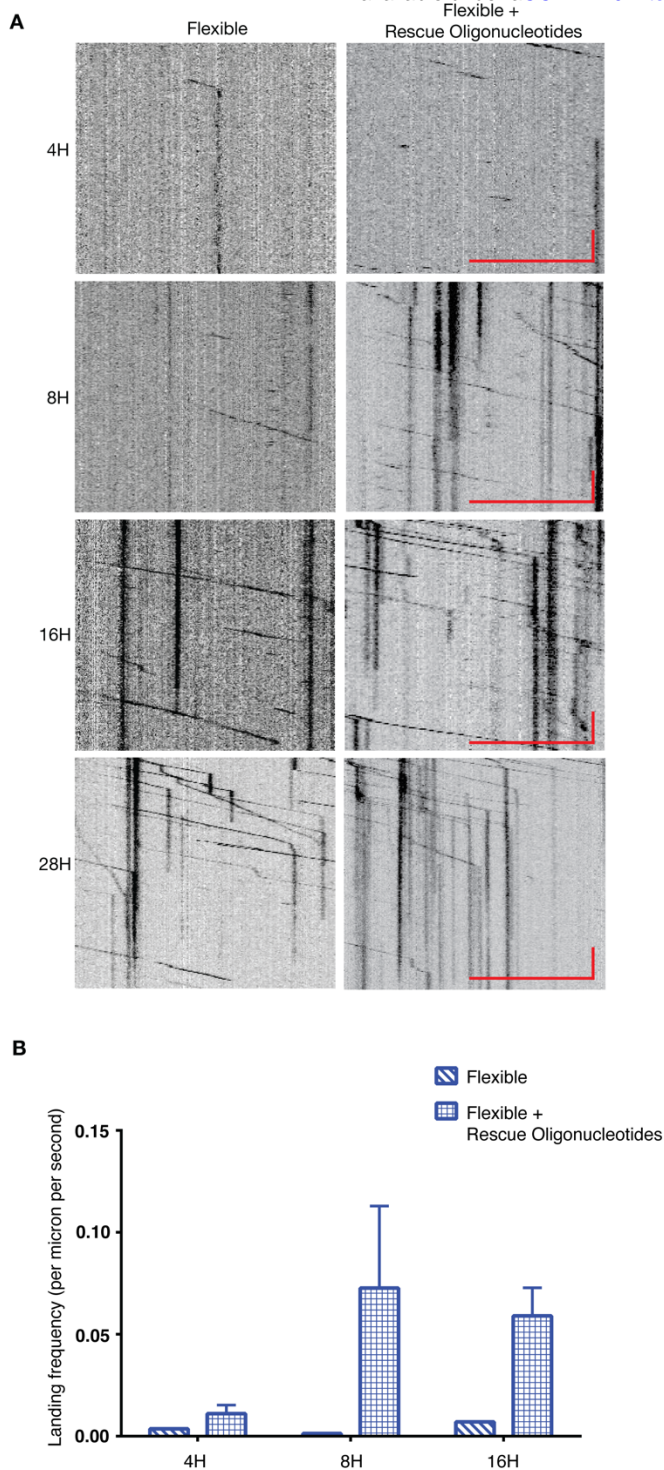 A
Flexible
Flexible +
Rescue Oligonucleotides
4H
8H
16H
28H
B
Flexible
Flexible +
Rescue Oligonucleotides
Landing frequency (per micron per second)
0.15
0.10
0.05
0.00
4H
8H
16H